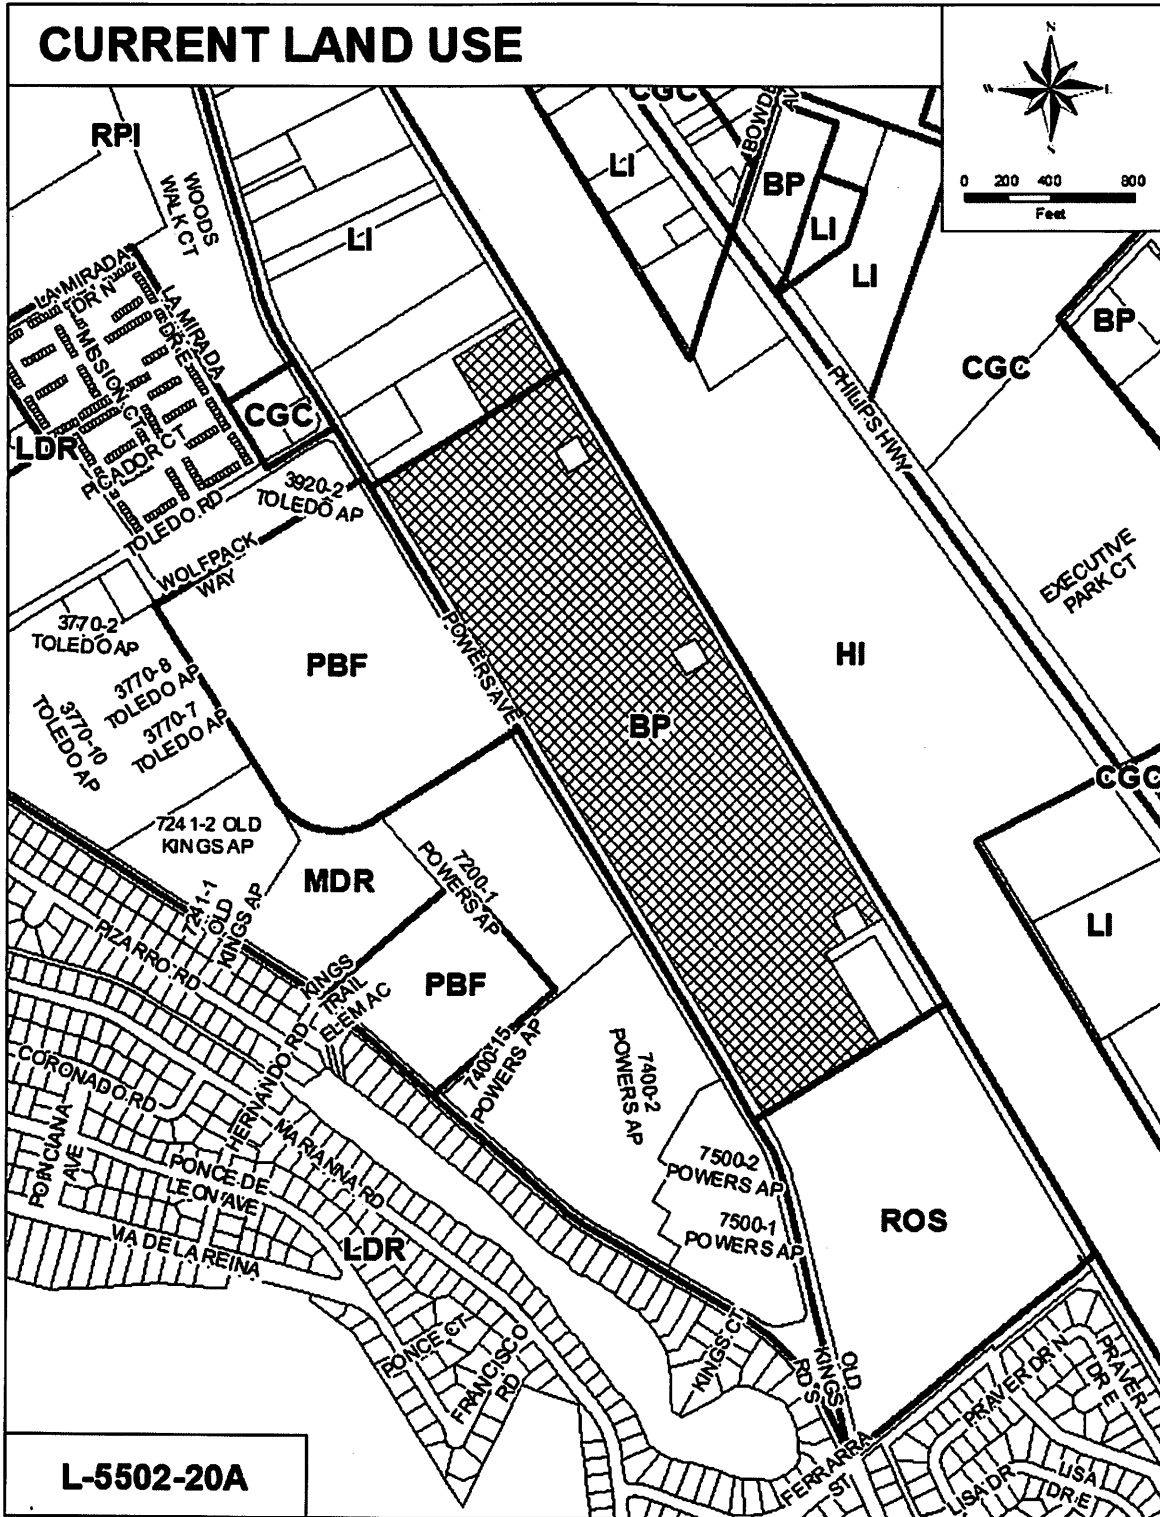 CURRENT LAND USE
N
W
S
0 200 400 800
Feet
RPI
WOODS
WALK CT
LI
CGC
BOWDE
AV
LI
BP
LI
LI
BP
CGC
LA MIRADA
DR N
LA MIRADA
DR E
MISSION CT
PICADOR CT
LDR
CGC
TOLEDO RD
3920-2
TOLEDO AP
WOLFPACK
WAY
PHILIPS HWY
EXECUTIVE
PARK CT
3770-2
TOLEDO AP
3770-8
TOLEDO AP
3770-7
TOLEDO AP
3770-10
TOLEDO AP
PBF
POWERS AVE
BP
HI
CGC
7241-2 OLD
KINGS AP
7241-1
OLD
KINGS AP
MDR
7200-1
POWERS AP
LI
PIZARRO RD
KINGS
TRAIL
ELEM AC
PBF
7400-15
POWERS AP
7400-2
POWERS AP
CORONADO RD
HERNANDO RD
MARIANNA RD
POINCIANA
AVE
PONCE DE
LEON AVE
VIA DE LA REINA
LDR
7500-2
POWERS AP
7500-1
POWERS AP
ROS
PONCE CT
FRANCISCO
RD
KINGS CT
OLD
KINGS
RD S
FERRARRA
ST
PRAVER DR N
PRAVER
DR E
LISA DR
LISA
DR E
L-5502-20A